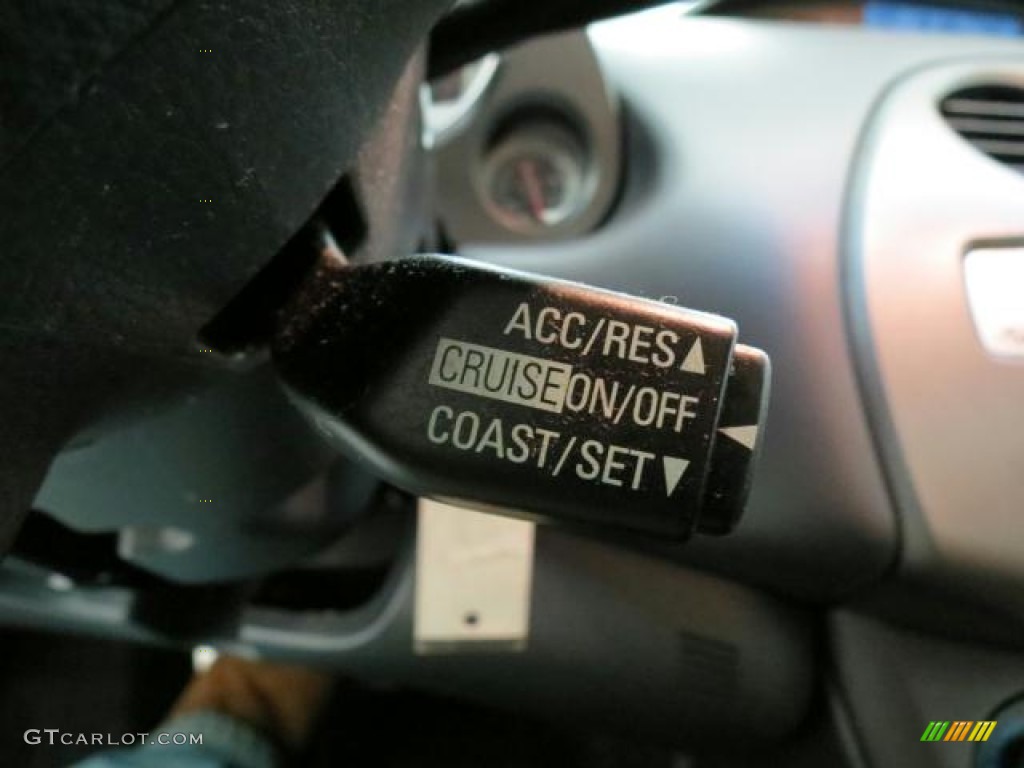 ACC/RES▲
CRUISE ON/OFF ◀
COAST/SET▼
GTCARLOT.COM